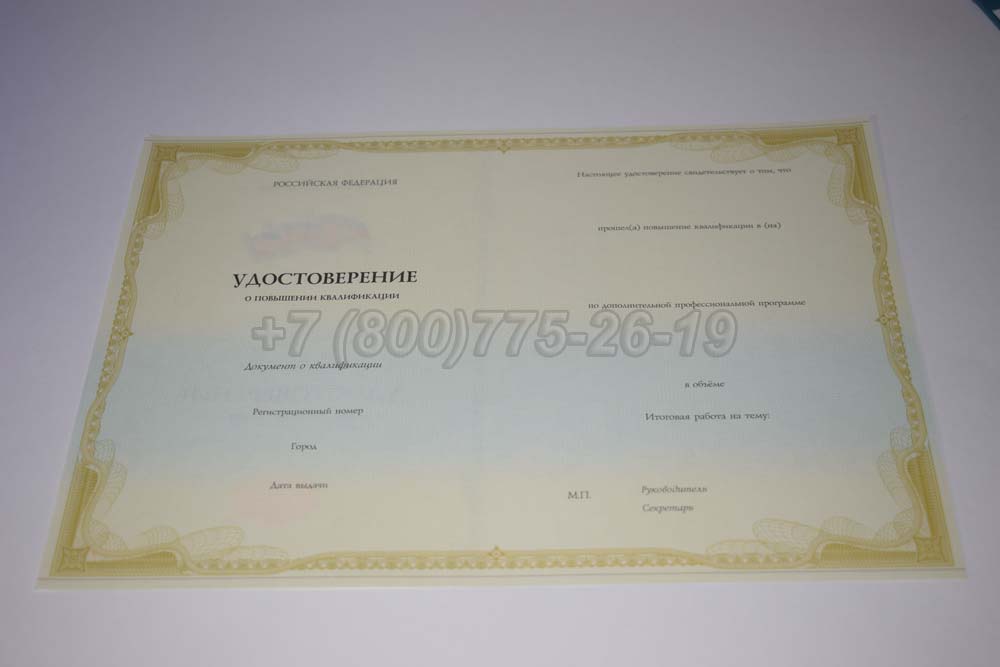 РОССИЙСКАЯ ФЕДЕРАЦИЯ
УДОСТОВЕРЕНИЕ
О ПОВЫШЕНИИ КВАЛИФИКАЦИИ
Документ о квалификации
Регистрационный номер
Город
Дата выдачи
Настоящее удостоверение свидетельствует о том, что
прошел(а) повышение квалификации в (на)
по дополнительной профессиональной программе
в объёме
Итоговая работа на тему:
М.П.
Руководитель
Секретарь
+7 (800)775-26-19